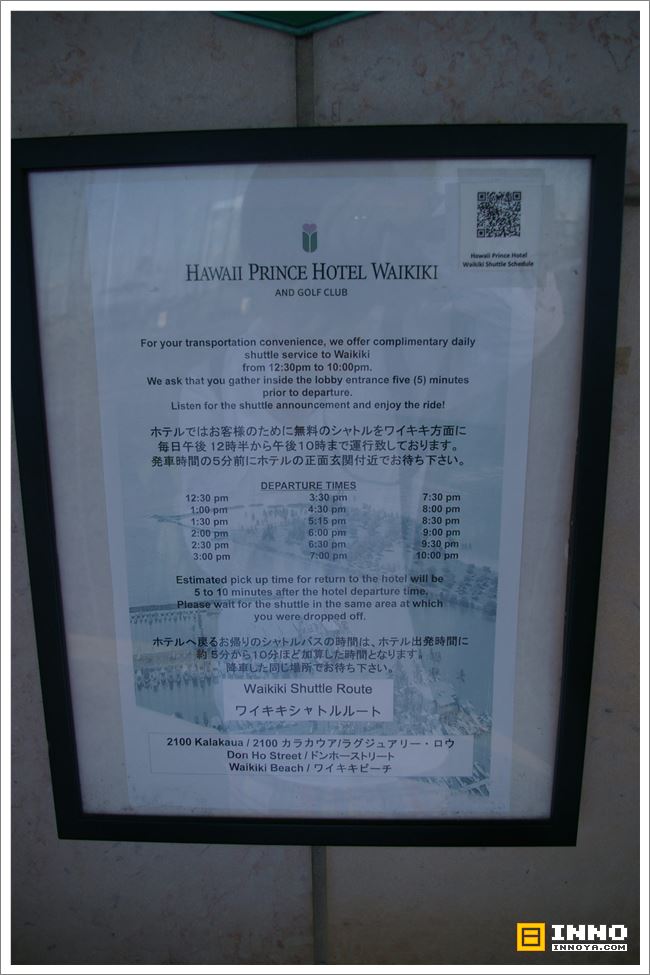 Hawaii Prince Hotel
Waikiki Shuttle Schedule
HAWAII PRINCE HOTEL WAIKIKI
AND GOLF CLUB
For your transportation convenience, we offer complimentary daily
shuttle service to Waikiki
from 12:30pm to 10:00pm.
We ask that you gather inside the lobby entrance five (5) minutes
prior to departure.
Listen for the shuttle announcement and enjoy the ride!
ホテルではお客様のために無料のシャトルをワイキキ方面に
毎日午後 12時半から午後10時まで運行致しております。
発車時間の5分前にホテルの正面玄関付近でお待ち下さい。
DEPARTURE TIMES
12:30 pm 3:30 pm 7:30 pm
1:00 pm 4:30 pm 8:00 pm
1:30 pm 5:15 pm 8:30 pm
2:00 pm 6:00 pm 9:00 pm
2:30 pm 6:30 pm 9:30 pm
3:00 pm 7:00 pm 10:00 pm
Estimated pick up time for return to the hotel will be
5 to 10 minutes after the hotel departure time.
Please wait for the shuttle in the same area at which
you were dropped off.
ホテルへ戻るお帰りのシャトルバスの時間は、ホテル出発時間に
約5分から10分ほど加算した時間となります。
降車した同じ場所でお待ち下さい。
Waikiki Shuttle Route
ワイキキシャトルルート
2100 Kalakaua / 2100 カラカウア/ラグジュアリー・ロウ
Don Ho Street / ドンホーストリート
Waikiki Beach / ワイキキビーチ
INNO
INNOYA.COM